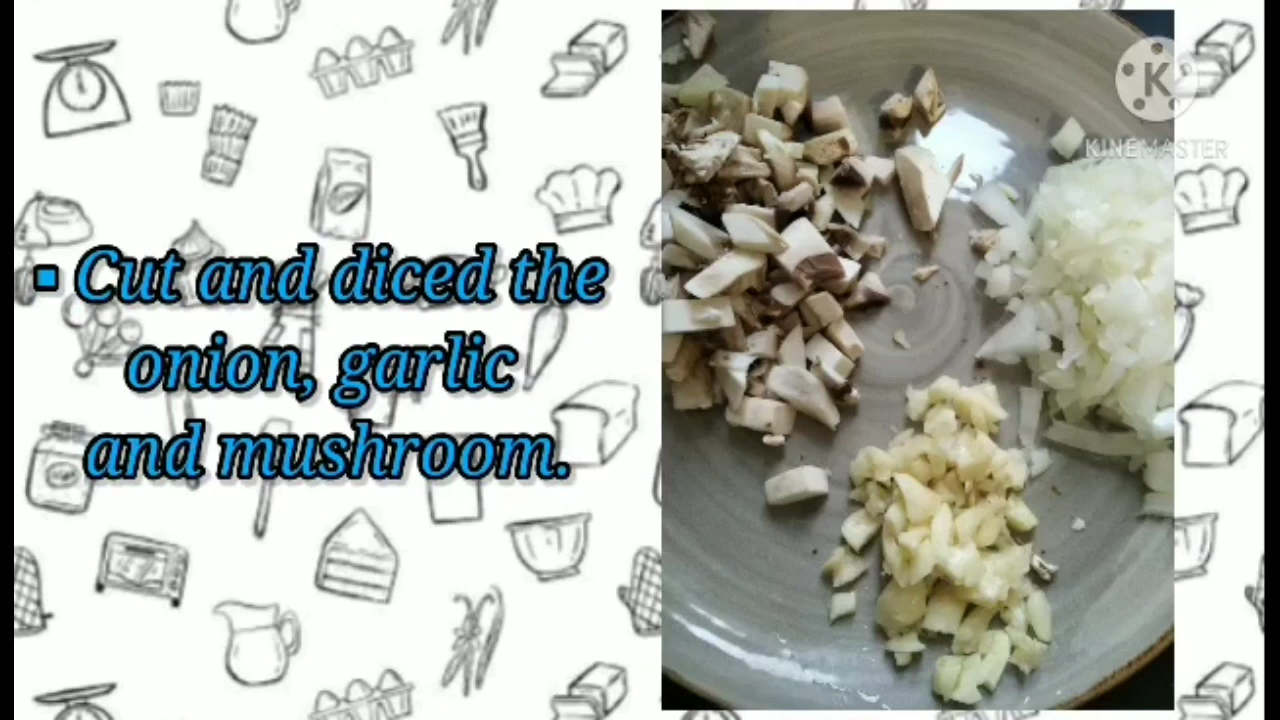 ▪ Cut and diced the
onion, garlic
and mushroom.
K
KINEMASTER